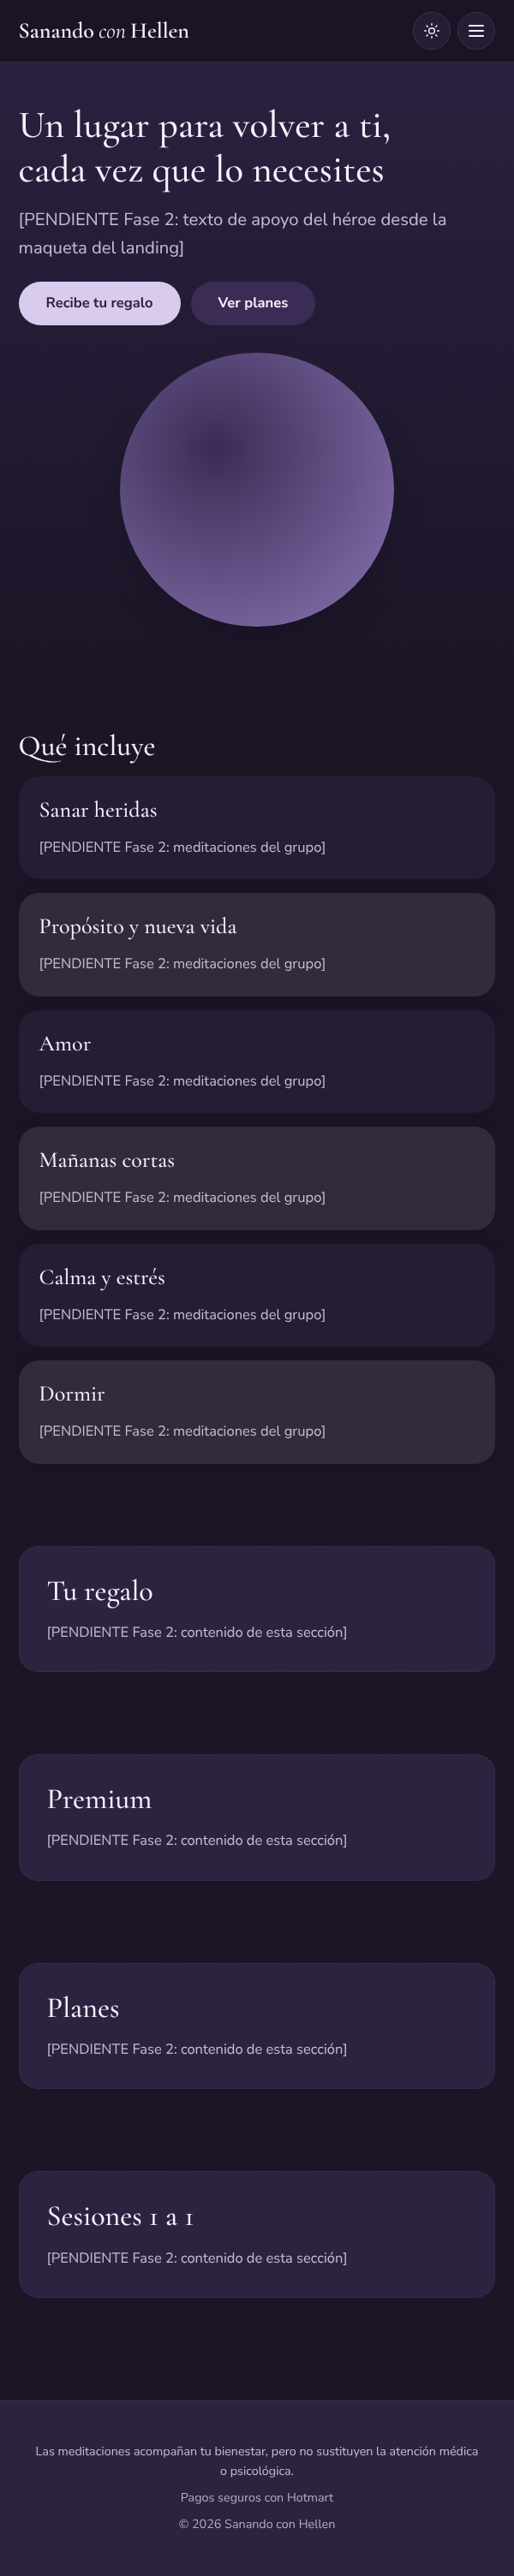 Sanando con Hellen
Un lugar para volver a ti,
cada vez que lo necesites
[PENDIENTE Fase 2: texto de apoyo del héroe desde la
maqueta del landing]
Recibe tu regalo
Ver planes
Qué incluye
Sanar heridas
[PENDIENTE Fase 2: meditaciones del grupo]
Propósito y nueva vida
[PENDIENTE Fase 2: meditaciones del grupo]
Amor
[PENDIENTE Fase 2: meditaciones del grupo]
Mañanas cortas
[PENDIENTE Fase 2: meditaciones del grupo]
Calma y estrés
[PENDIENTE Fase 2: meditaciones del grupo]
Dormir
[PENDIENTE Fase 2: meditaciones del grupo]
Tu regalo
[PENDIENTE Fase 2: contenido de esta sección]
Premium
[PENDIENTE Fase 2: contenido de esta sección]
Planes
[PENDIENTE Fase 2: contenido de esta sección]
Sesiones 1 a 1
[PENDIENTE Fase 2: contenido de esta sección]
Las meditaciones acompañan tu bienestar, pero no sustituyen la atención médica
o psicológica.
Pagos seguros con Hotmart
© 2026 Sanando con Hellen